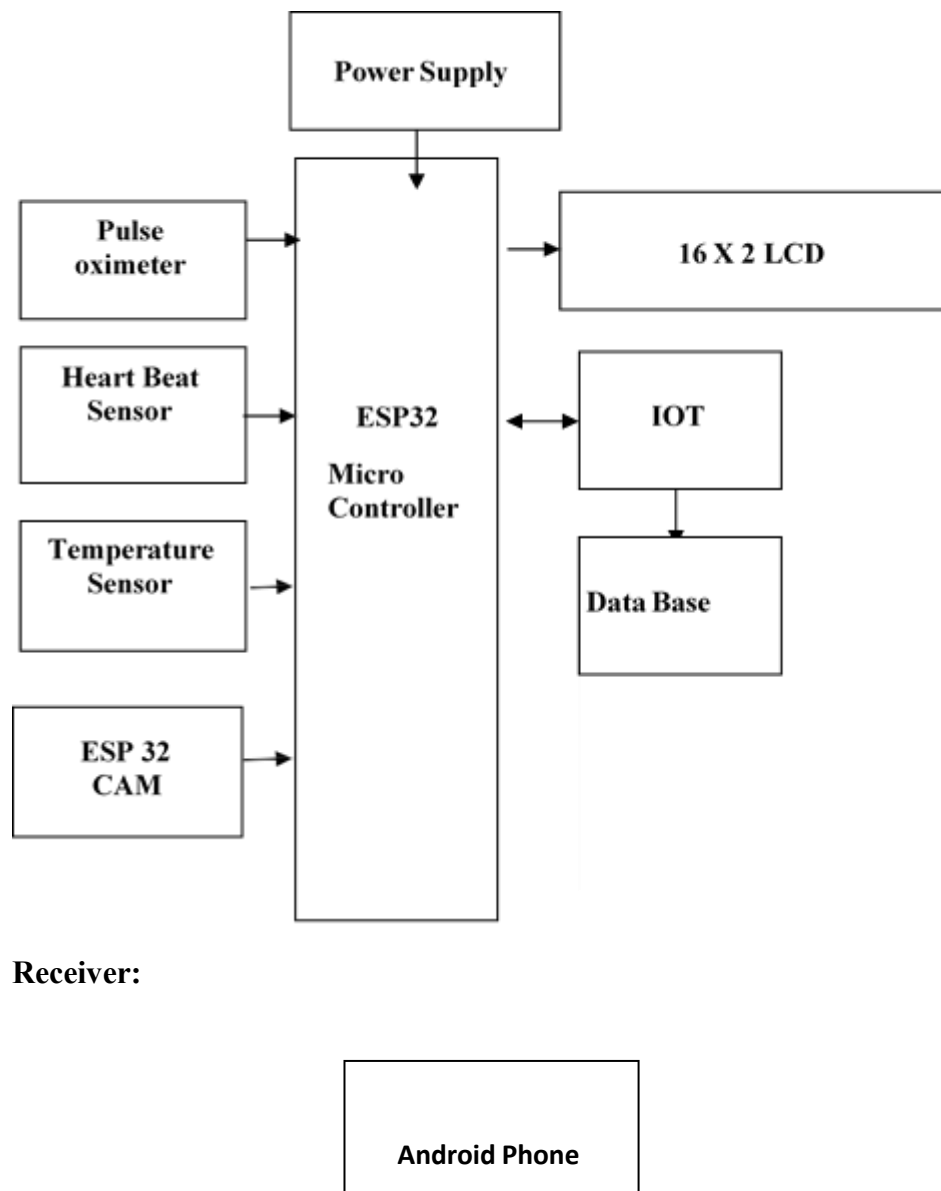 Power Supply
Pulse
oximeter
16 X 2 LCD
Heart Beat
Sensor
ESP32
Micro
Controller
IOT
Temperature
Sensor
Data Base
ESP 32
CAM
Receiver:
Android Phone